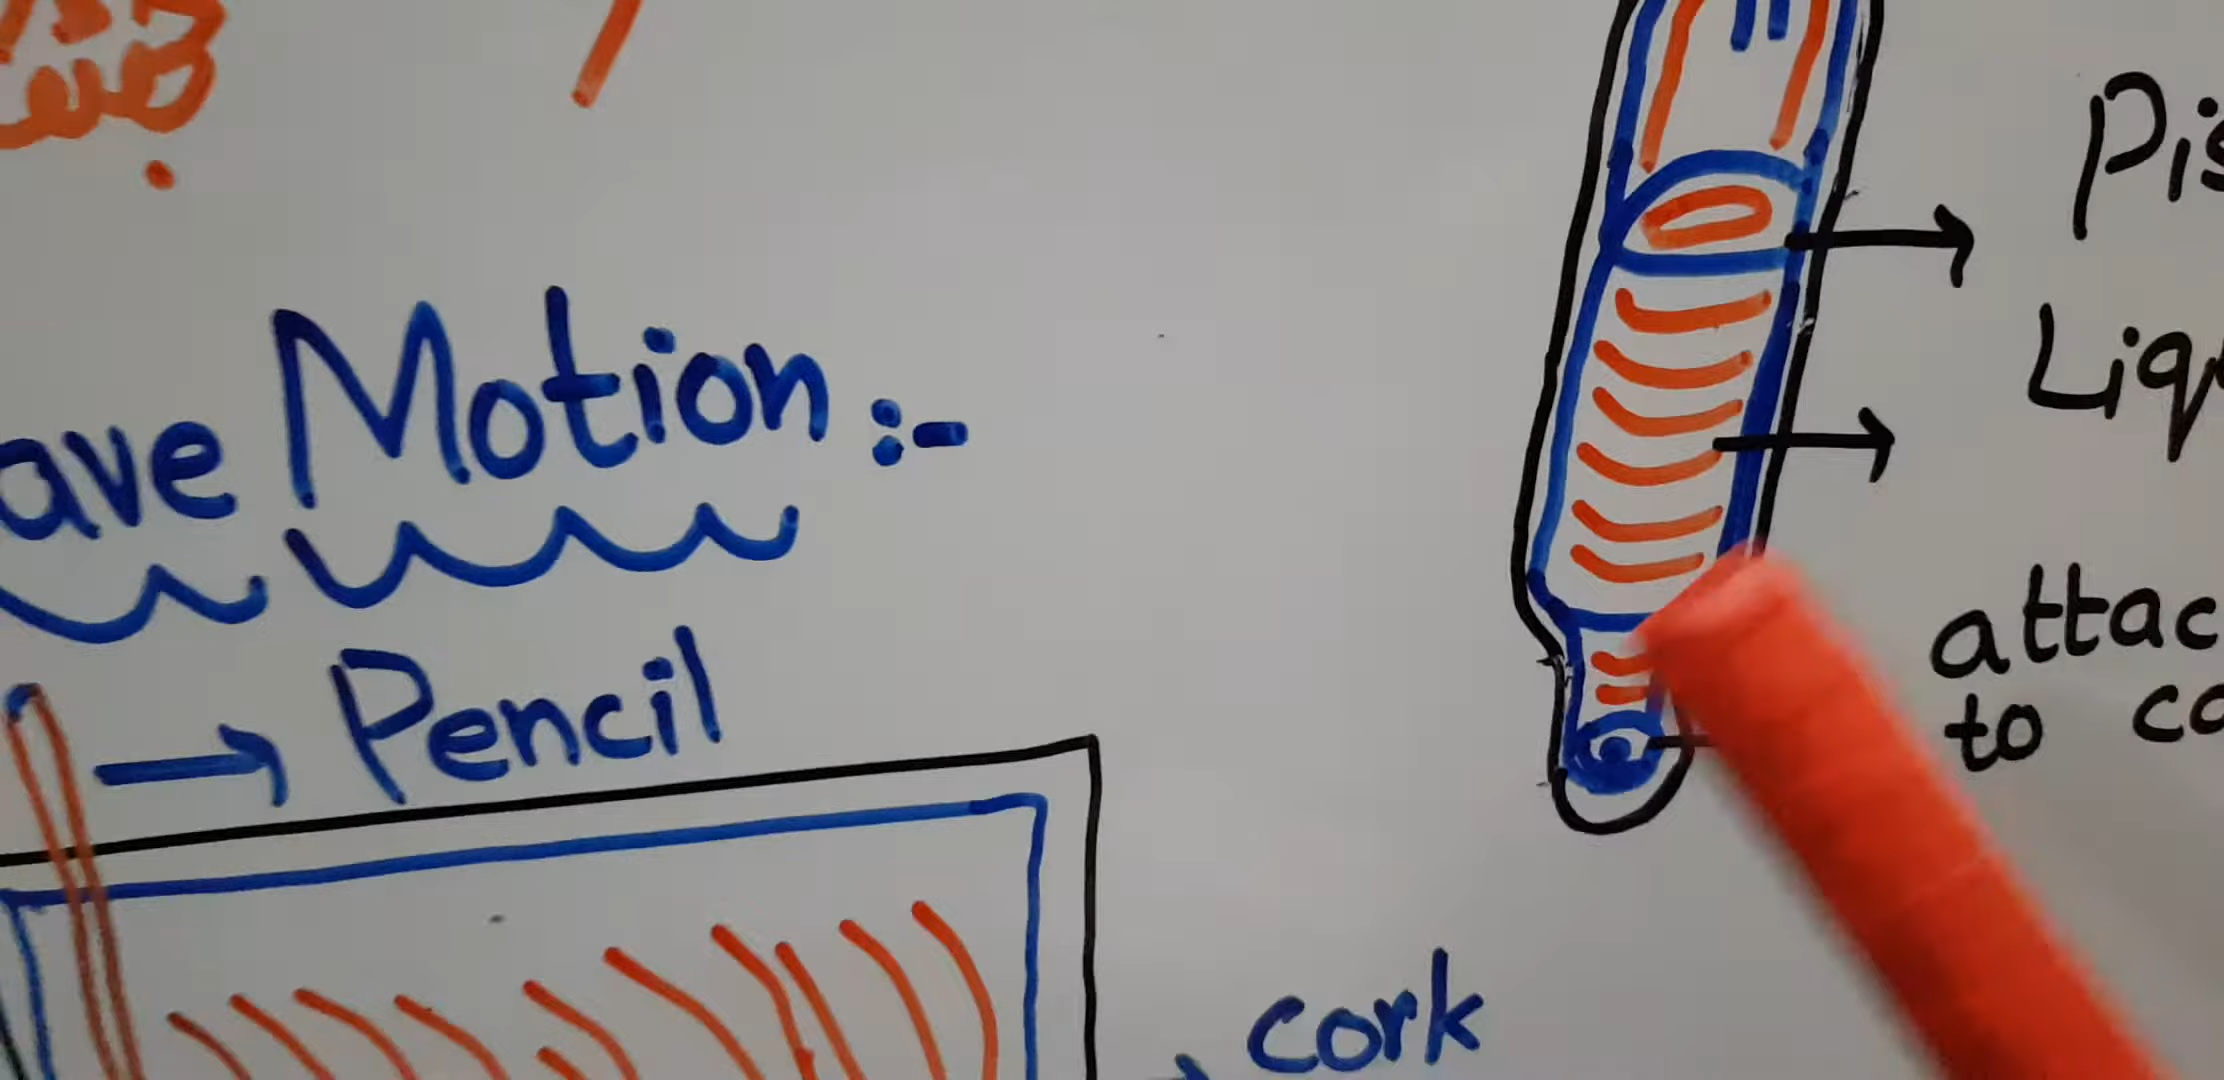 Pis
Liq
ave Motion :-
attac
to co
→ Pencil
cork